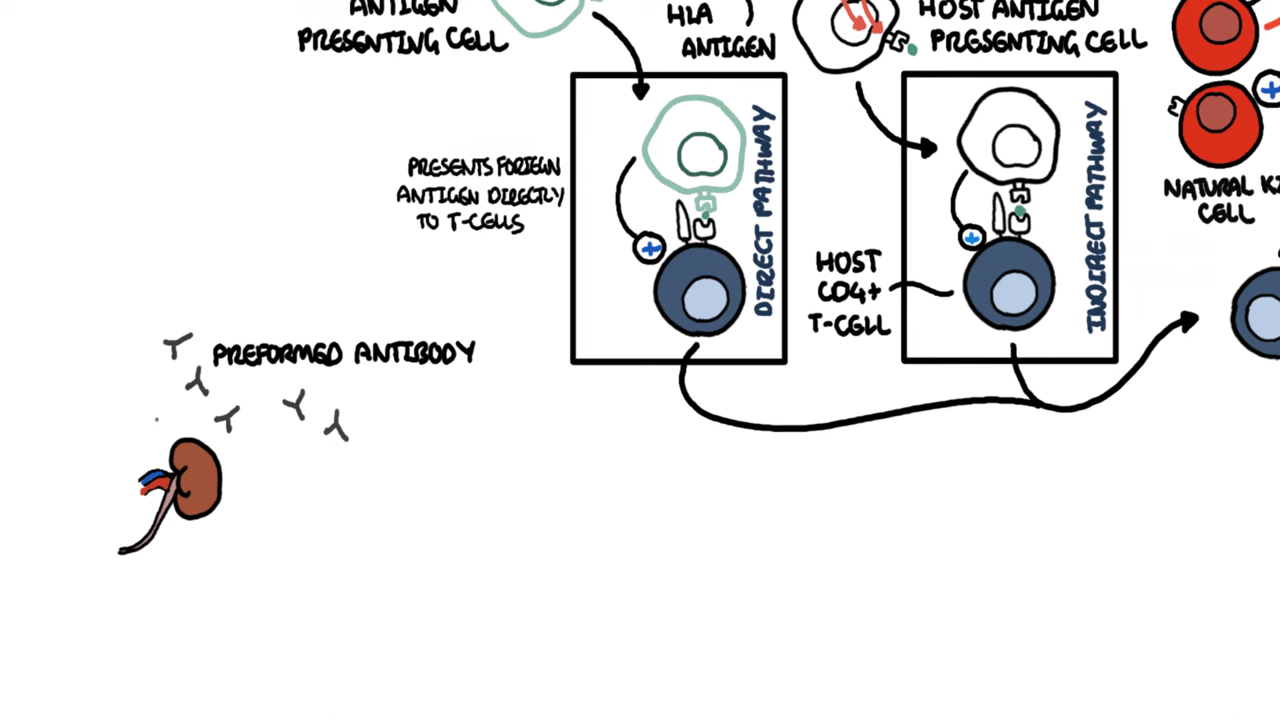 ANTIGEN
PRESENTING CELL
HLA
ANTIGEN
HOST ANTIGEN
PRESENTING CELL
PRESENTS FOREIGN
ANTIGEN DIRECTLY
TO T-CELLS
DIRECT PATHWAY
INDIRECT PATHWAY
HOST
CD4+
T-CELL
NATURAL KI
CELL
PREFORMED ANTIBODY